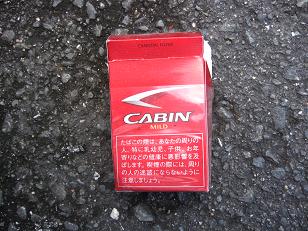 CHARCOAL FILTER
CABIN
MILD
たばこの煙は、あなたの周りの
人、特に乳幼児、子供、お年
寄りなどの健康に悪影響を及
ぼします。喫煙の際には、周り
の人の迷惑にならないように
注意しましょう。